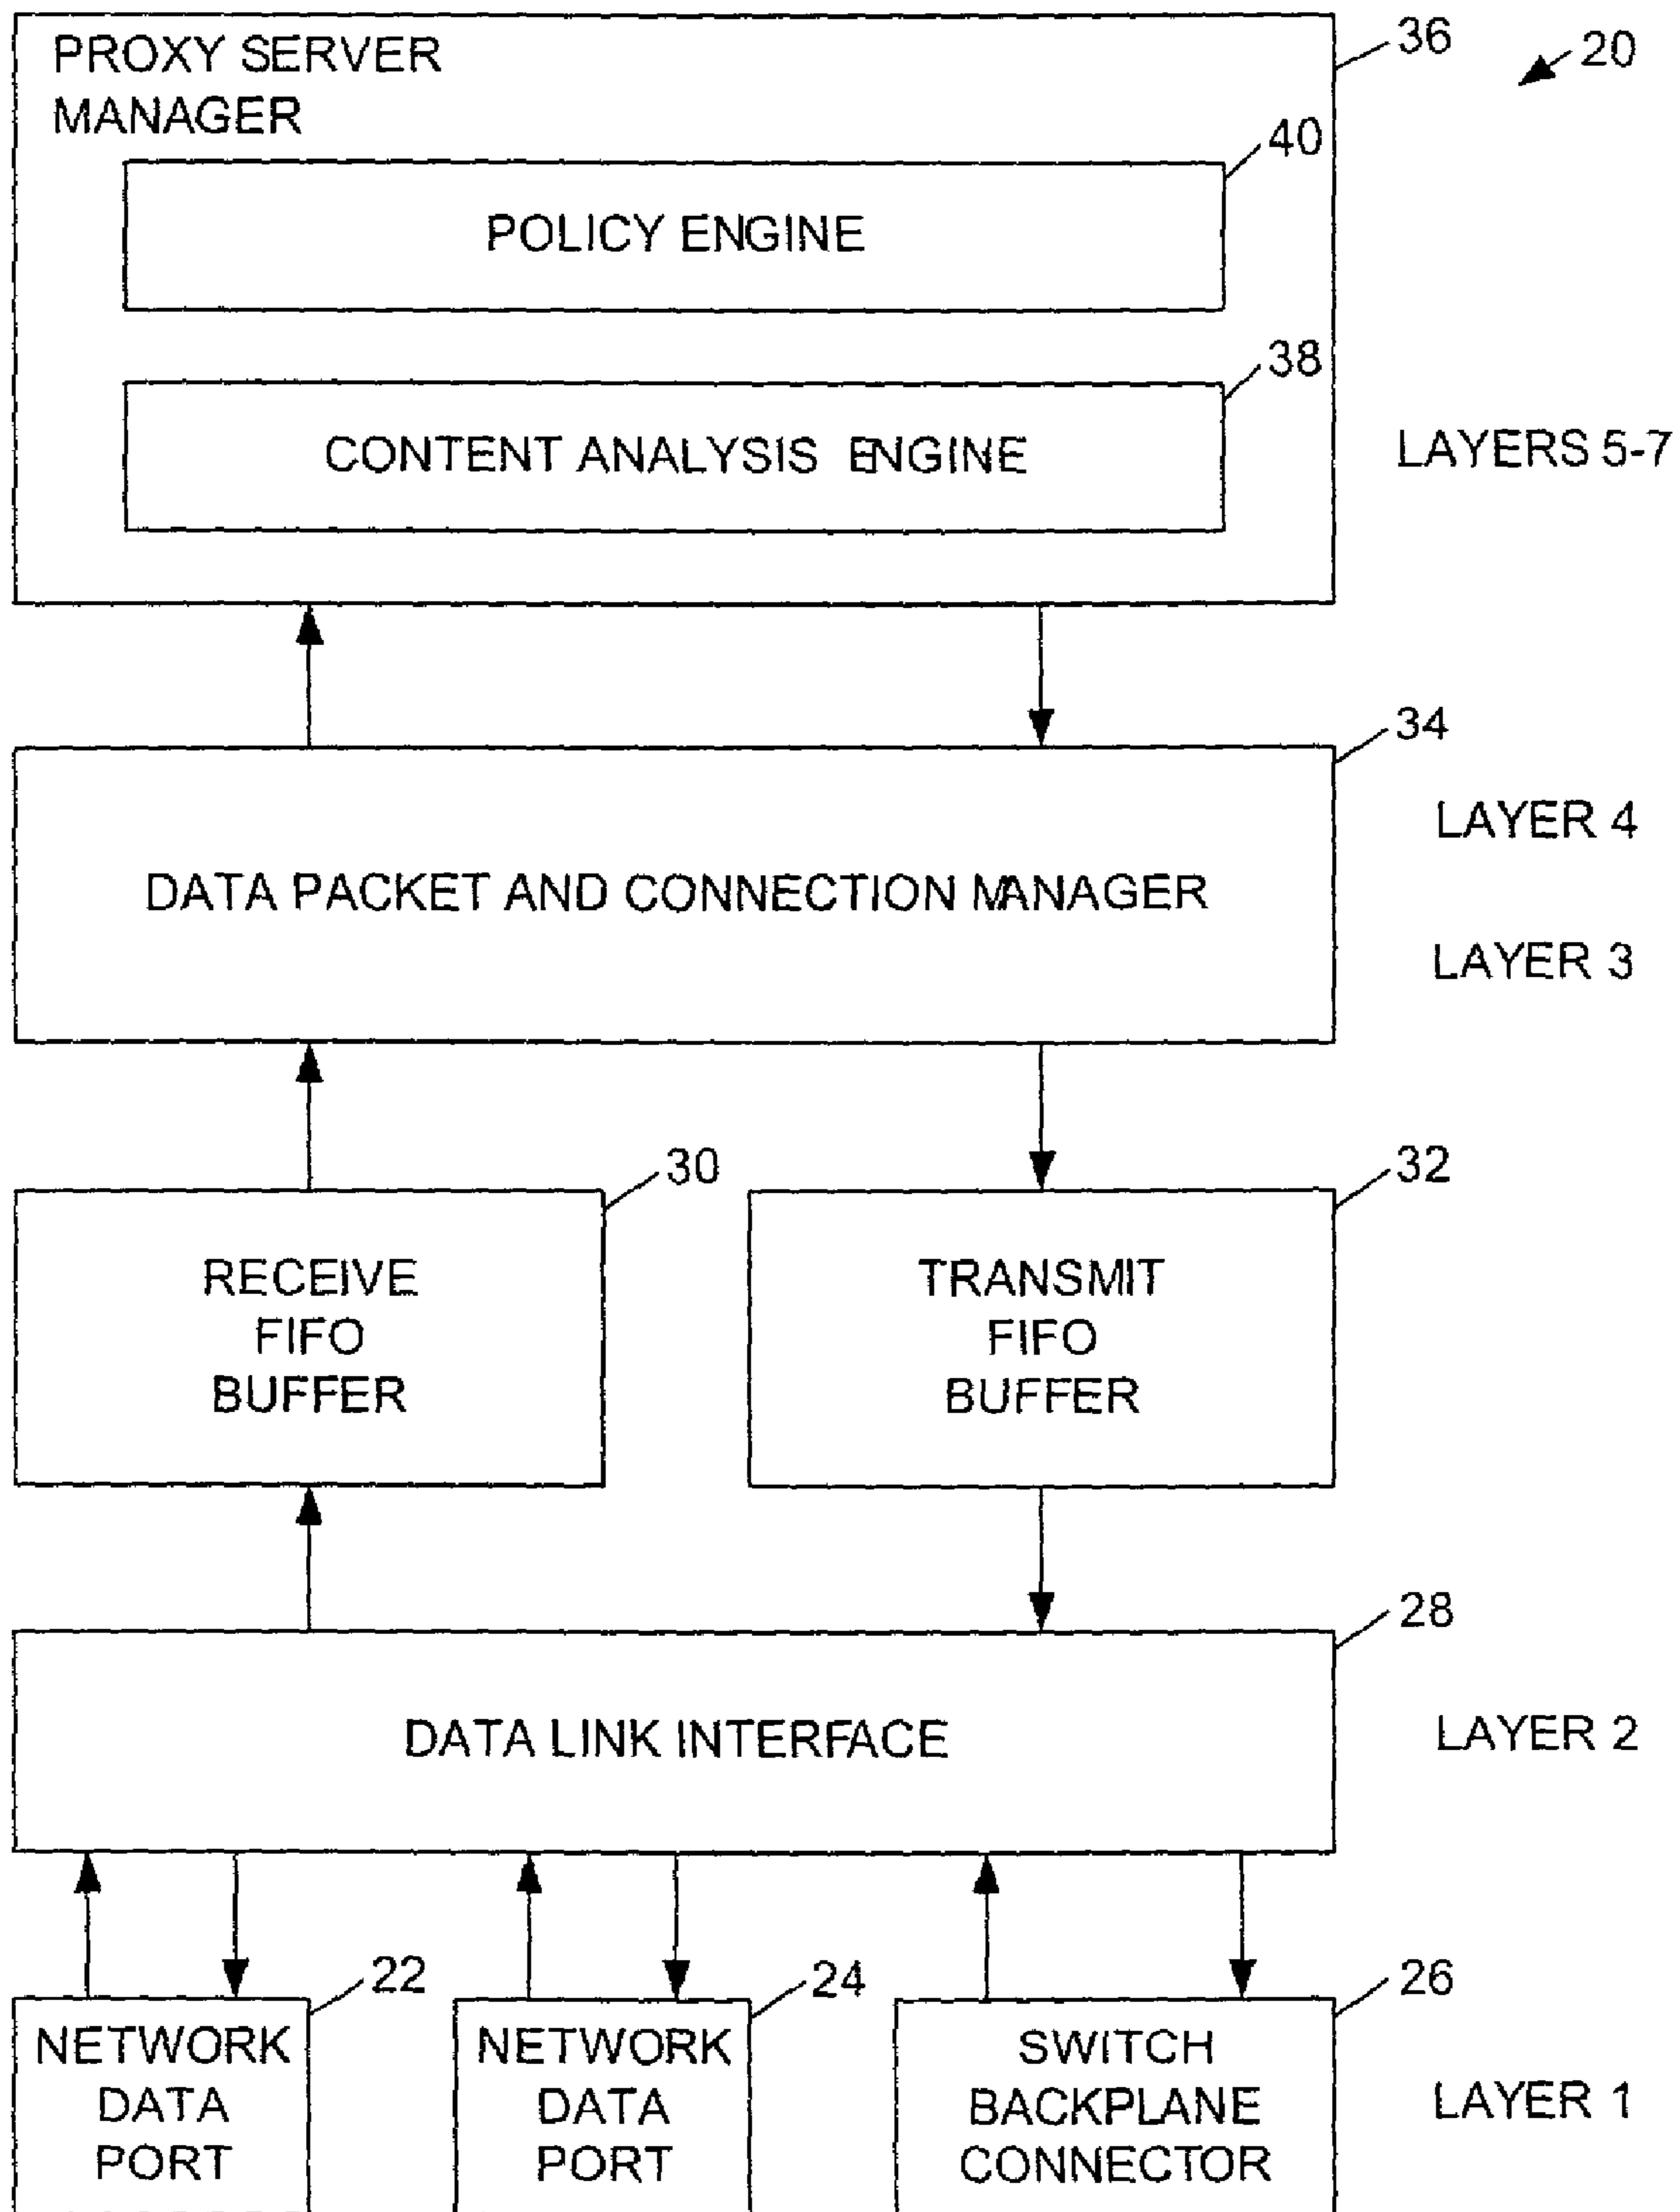 PROXY SERVER
MANAGER
36
20
40
POLICY ENGINE
38
CONTENT ANALYSIS ENGINE
LAYERS 5-7
34
LAYER 4
DATA PACKET AND CONNECTION MANAGER
LAYER 3
30
32
RECEIVE
FIFO
BUFFER
TRANSMIT
FIFO
BUFFER
28
DATA LINK INTERFACE
LAYER 2
22
24
26
NETWORK
DATA
PORT
NETWORK
DATA
PORT
SWITCH
BACKPLANE
CONNECTOR
LAYER 1